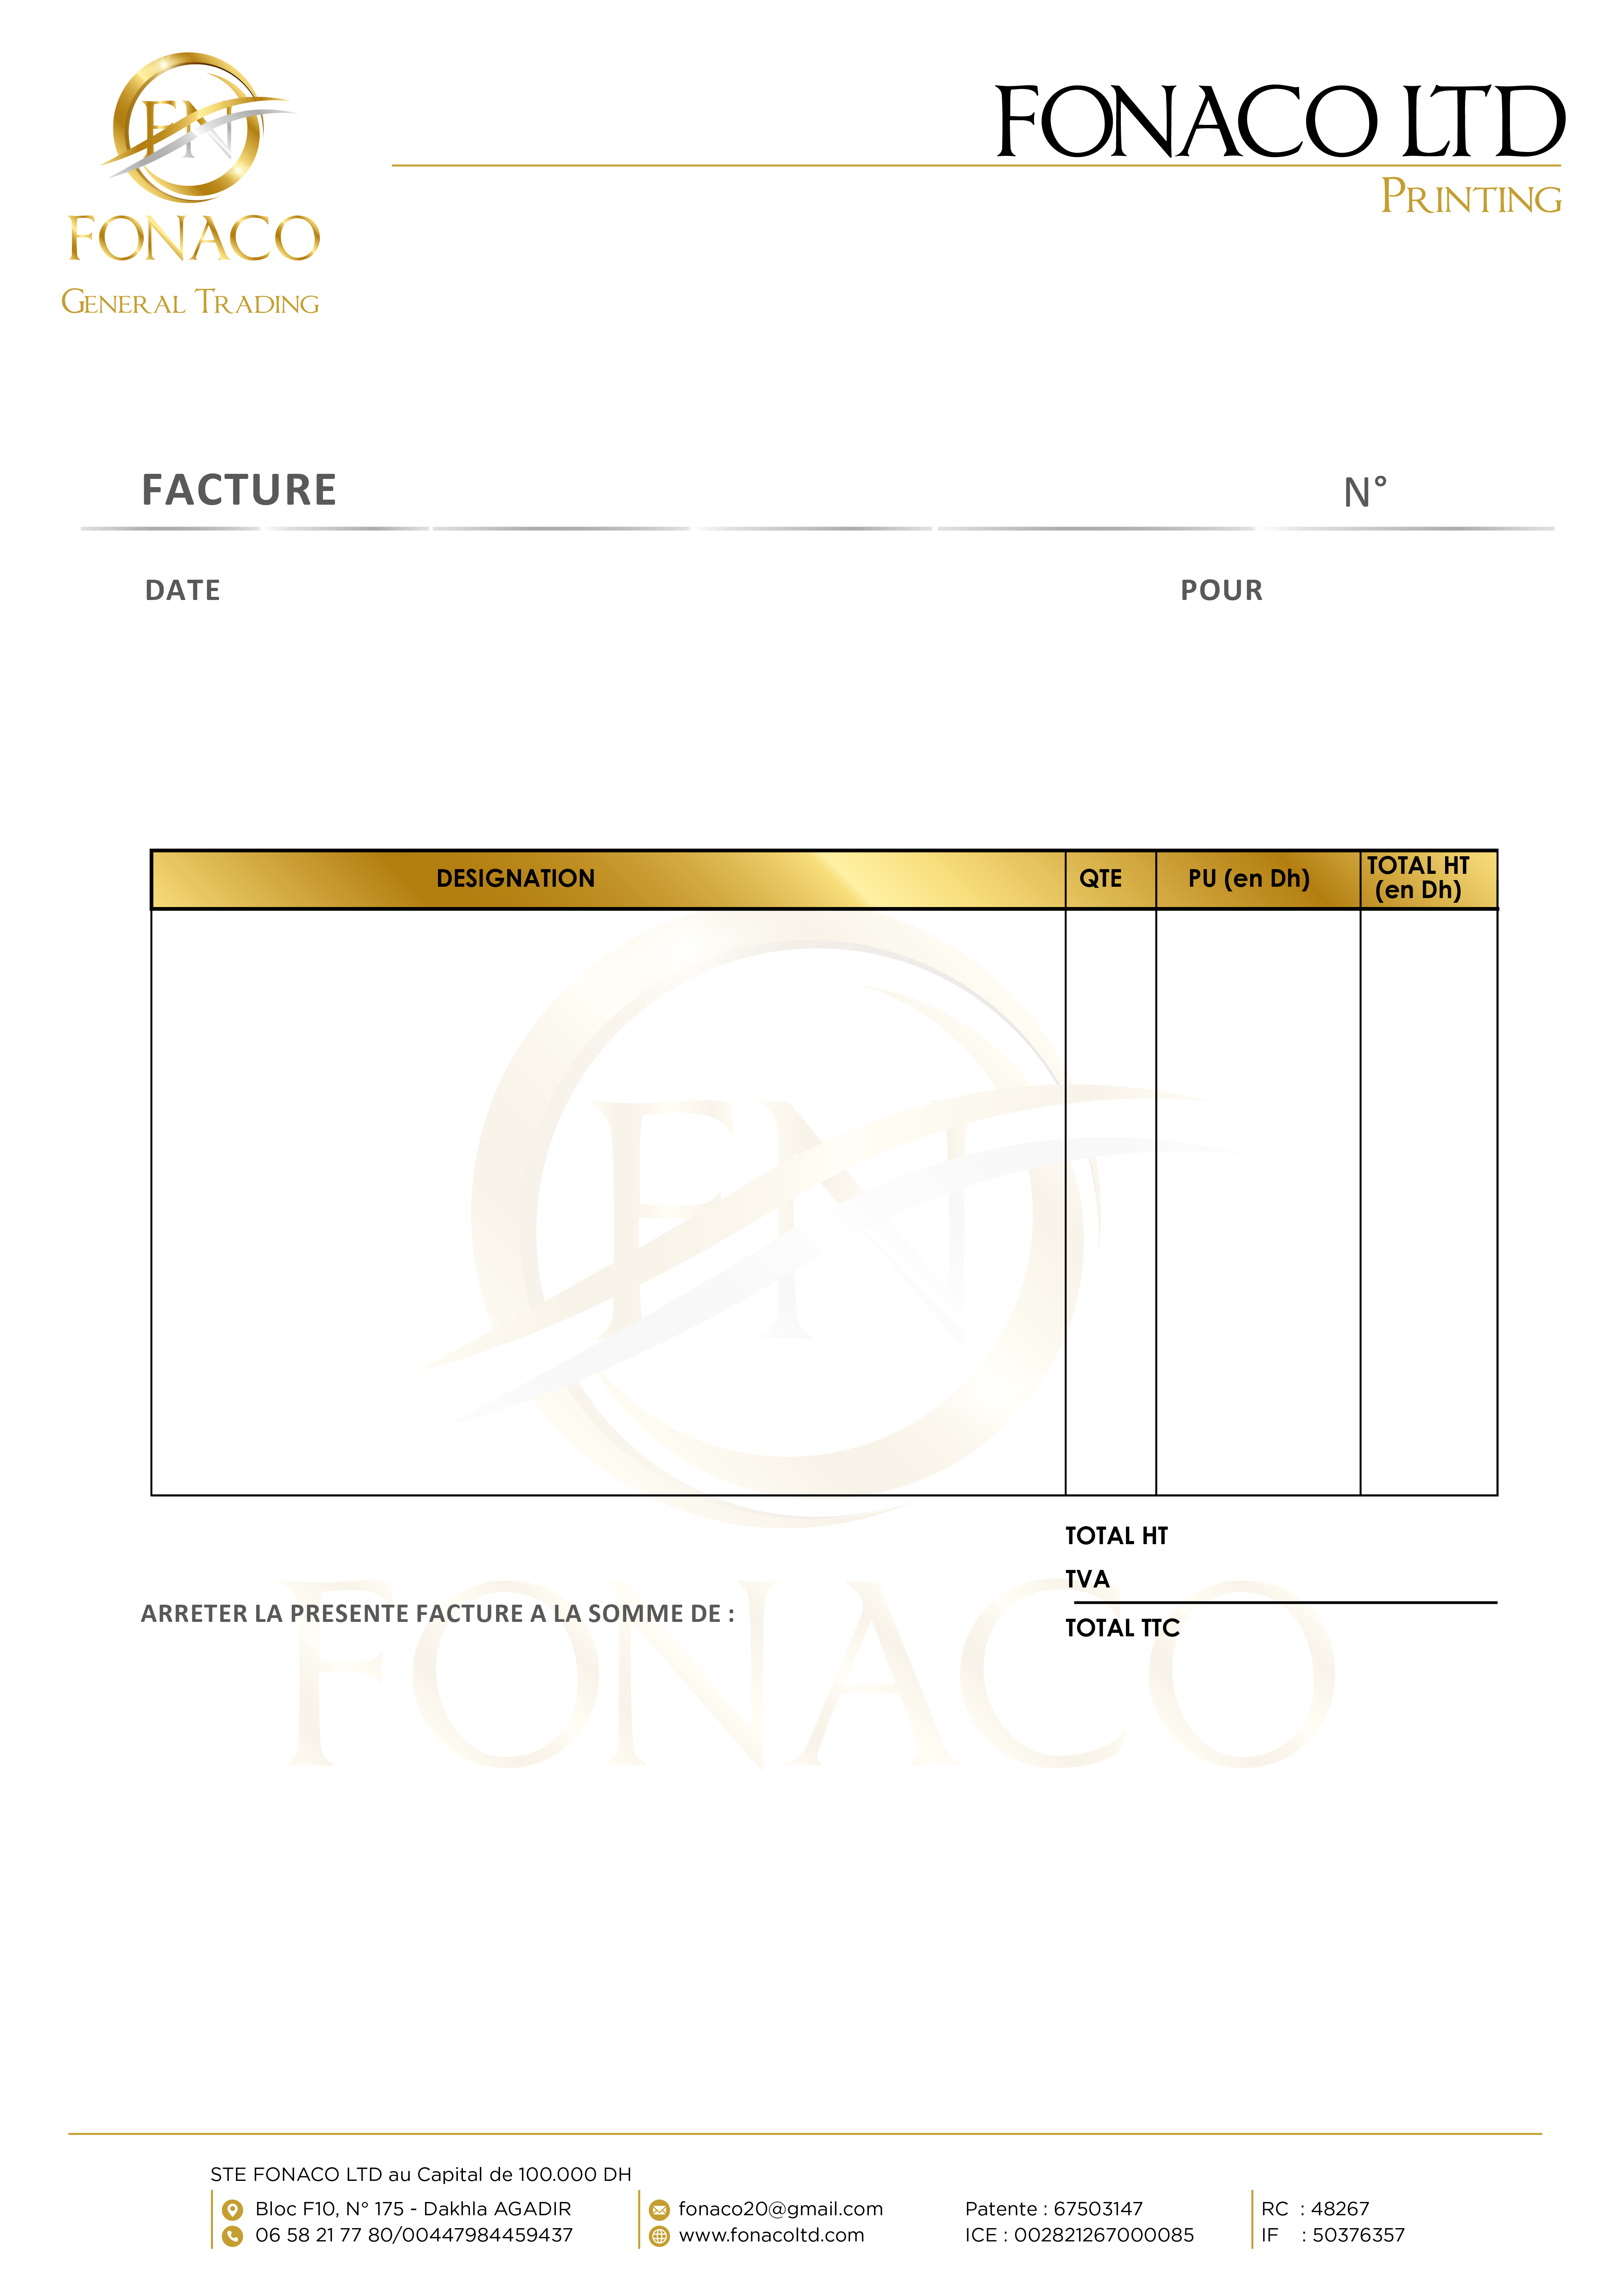 FN
FONACO
GENERAL TRADING
FONACO LTD
PRINTING
FACTURE
N°
DATE
POUR
DESIGNATION
QTE
PU (en Dh)
TOTAL HT
(en Dh)
FN
TOTAL HT
TVA
ARRETER LA PRESENTE FACTURE A LA SOMME DE :
TOTAL TTC
FONACO
STE FONACO LTD au Capital de 100.000 DH
Bloc F10, N° 175 - Dakhla AGADIR
06 58 21 77 80/00447984459437
fonaco20@gmail.com
www.fonacoltd.com
Patente : 67503147
ICE : 002821267000085
RC : 48267
IF : 50376357